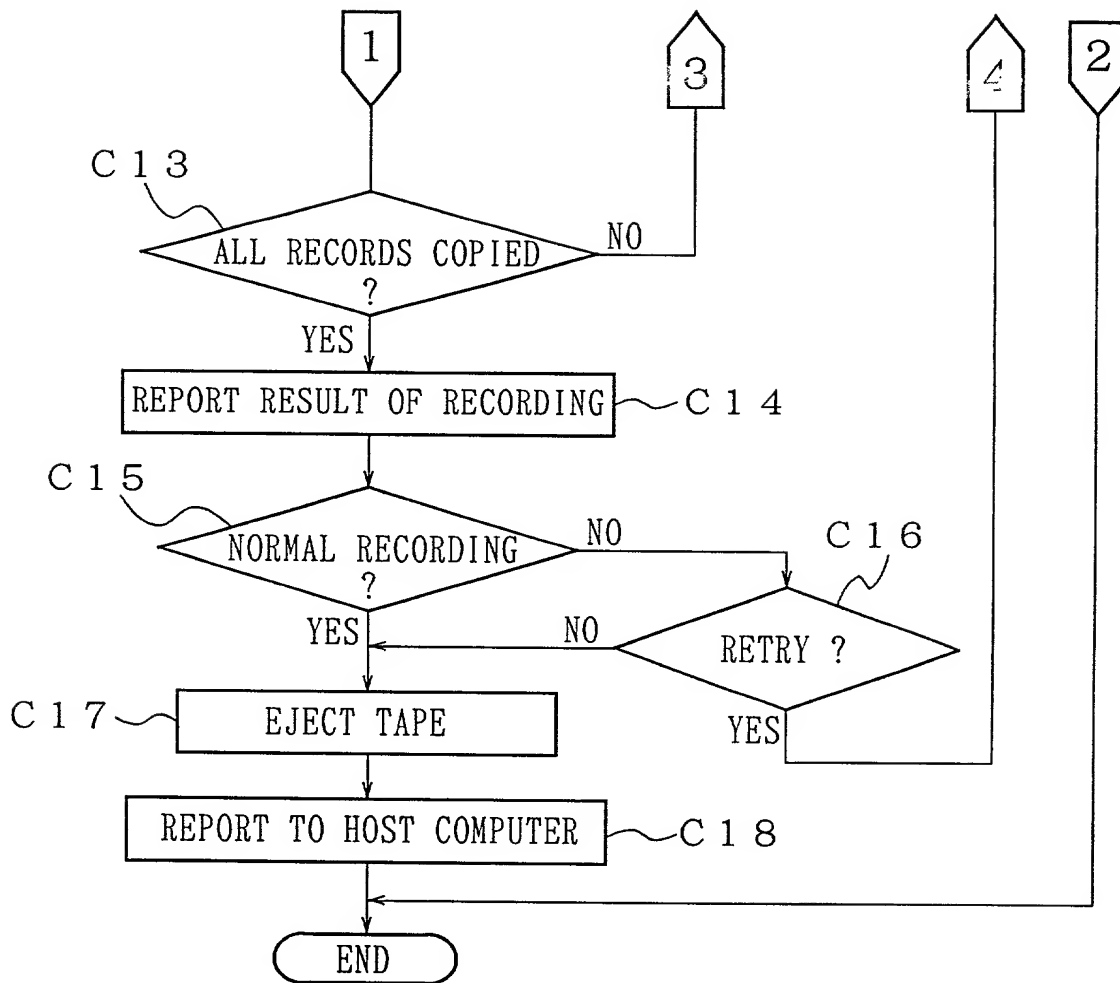 1
3
4
2
C13
ALL RECORDS COPIED
?
NO
YES
REPORT RESULT OF RECORDING
C14
C15
NORMAL RECORDING
?
NO
C16
YES
NO
RETRY ?
C17
EJECT TAPE
YES
REPORT TO HOST COMPUTER
C18
END